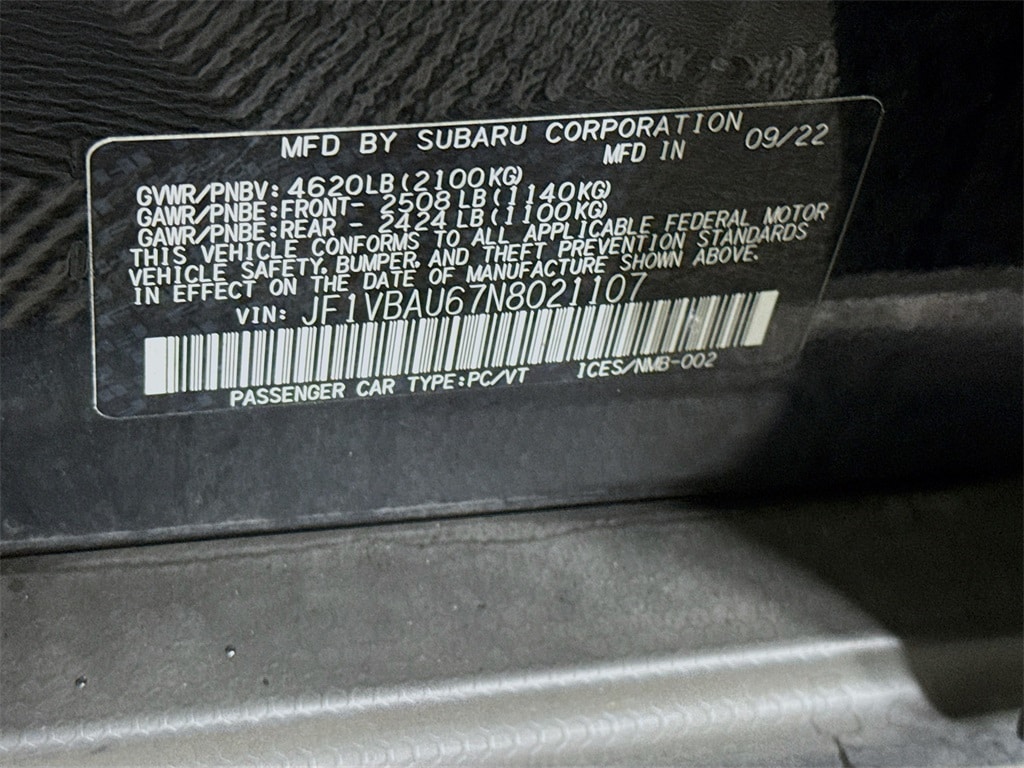 MFD BY SUBARU CORPORATION
MFD IN 09/22
GVWR/PNBV: 4620LB(2100KG)
GAWR/PNBE:FRONT- 2508 LB(1140KG)
GAWR/PNBE:REAR - 2424 LB(1100KG)
THIS VEHICLE CONFORMS TO ALL APPLICABLE FEDERAL MOTOR
VEHICLE SAFETY, BUMPER, AND THEFT PREVENTION STANDARDS
IN EFFECT ON THE DATE OF MANUFACTURE SHOWN ABOVE.
VIN: JF1VBAU67N8021107
PASSENGER CAR TYPE:PC/VT ICES/NMB-002